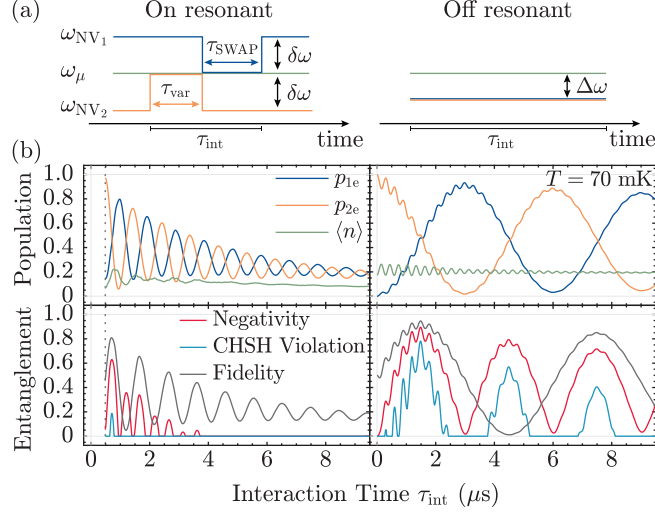 (a) On resonant Off resonant
ω_NV₁ τ_SWAP δω
ω_μ Δω
τ_var δω
ω_NV₂
τ_int time τ_int time
(b)
1.0 p₁ₑ T = 70 mK
0.8 p₂ₑ
0.6 ⟨n⟩
0.4
0.2
0
Population
1.0 Negativity
0.8 CHSH Violation
0.6 Fidelity
0.4
0.2
0
Entanglement
0 2 4 6 8 0 2 4 6 8
Interaction Time τ_int (μs)